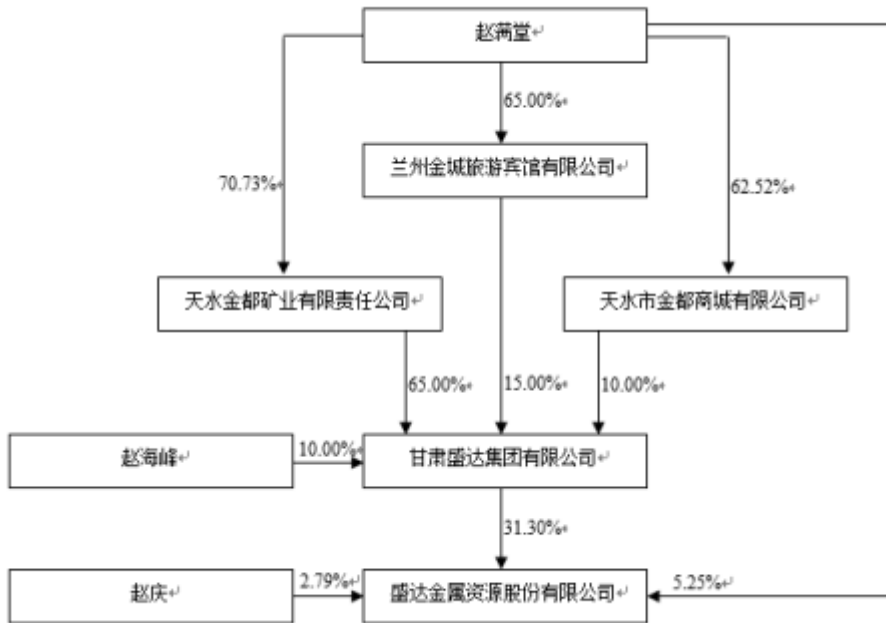 赵满堂
65.00%
兰州金城旅游宾馆有限公司
70.73%
62.52%
天水金都矿业有限责任公司
天水市金都商城有限公司
65.00%
15.00%
10.00%
赵海峰
10.00%
甘肃盛达集团有限公司
31.30%
赵庆
2.79%
盛达金属资源股份有限公司
5.25%